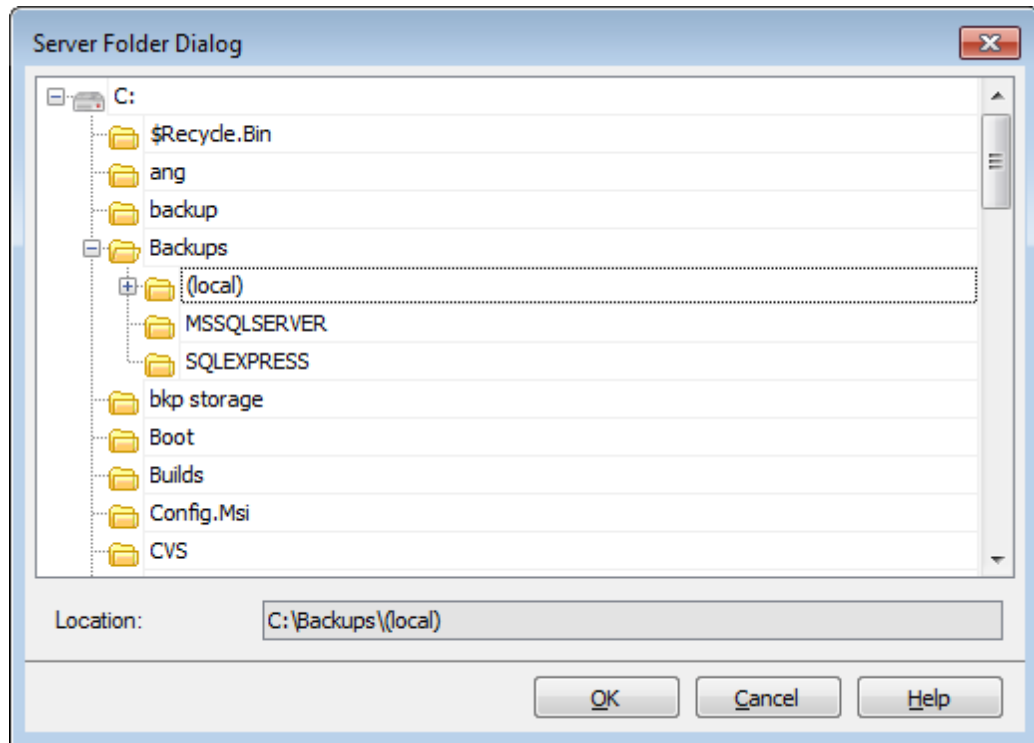 Server Folder Dialog
C:
$Recycle.Bin
ang
backup
Backups
(local)
MSSQLSERVER
SQLEXPRESS
bkp storage
Boot
Builds
Config.Msi
CVS
Location: C:\Backups\(local)
OK Cancel Help